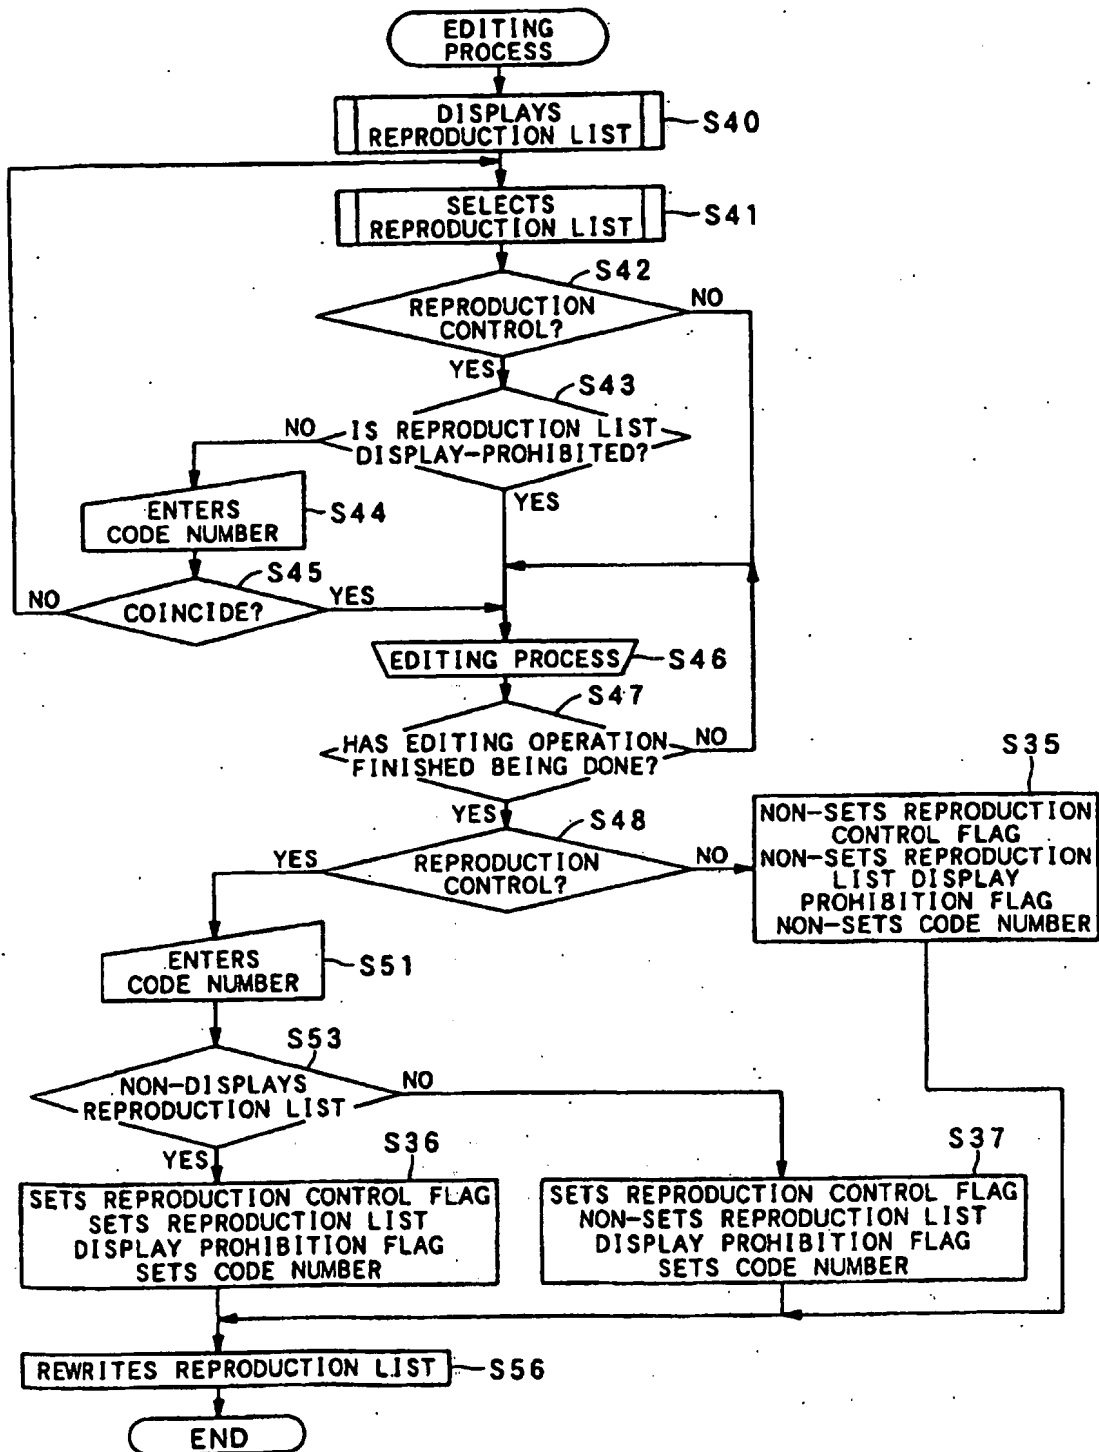 EDITING
PROCESS
DISPLAYS
REPRODUCTION LIST
S40
SELECTS
REPRODUCTION LIST
S41
S42
REPRODUCTION
CONTROL?
NO
YES
S43
NO
IS REPRODUCTION LIST
DISPLAY-PROHIBITED?
YES
ENTERS
CODE NUMBER
S44
S45
NO
COINCIDE?
YES
EDITING PROCESS
S46
S47
HAS EDITING OPERATION
FINISHED BEING DONE?
NO
YES
S48
YES
REPRODUCTION
CONTROL?
NO
S35
NON-SETS REPRODUCTION
CONTROL FLAG
NON-SETS REPRODUCTION
LIST DISPLAY
PROHIBITION FLAG
NON-SETS CODE NUMBER
ENTERS
CODE NUMBER
S51
S53
NON-DISPLAYS
REPRODUCTION LIST
NO
YES
S36
SETS REPRODUCTION CONTROL FLAG
SETS REPRODUCTION LIST
DISPLAY PROHIBITION FLAG
SETS CODE NUMBER
S37
SETS REPRODUCTION CONTROL FLAG
NON-SETS REPRODUCTION LIST
DISPLAY PROHIBITION FLAG
SETS CODE NUMBER
REWRITES REPRODUCTION LIST
S56
END